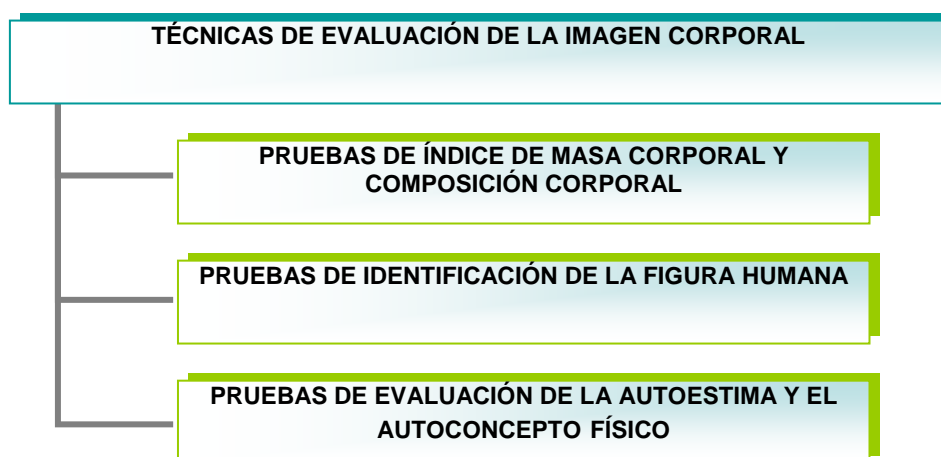 TÉCNICAS DE EVALUACIÓN DE LA IMAGEN CORPORAL
PRUEBAS DE ÍNDICE DE MASA CORPORAL Y
COMPOSICIÓN CORPORAL
PRUEBAS DE IDENTIFICACIÓN DE LA FIGURA HUMANA
PRUEBAS DE EVALUACIÓN DE LA AUTOESTIMA Y EL
AUTOCONCEPTO FÍSICO